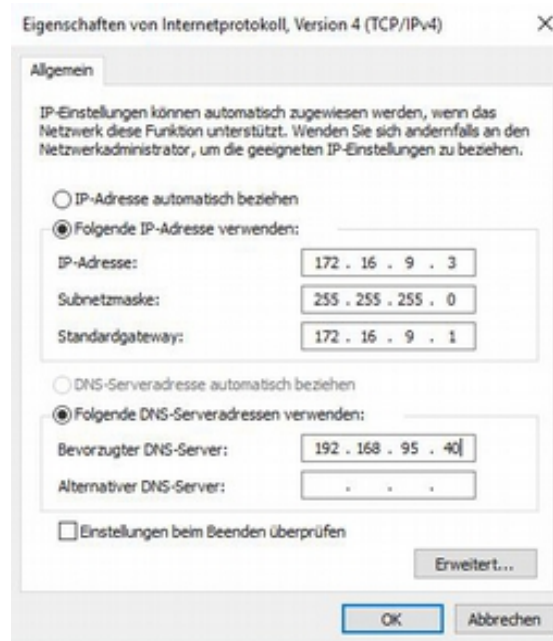 Eigenschaften von Internetprotokoll, Version 4 (TCP/IPv4)
Allgemein
IP-Einstellungen können automatisch zugewiesen werden, wenn das
Netzwerk diese Funktion unterstützt. Wenden Sie sich andernfalls an den
Netzwerkadministrator, um die geeigneten IP-Einstellungen zu beziehen.
IP-Adresse automatisch beziehen
Folgende IP-Adresse verwenden:
IP-Adresse: 172 . 16 . 9 . 3
Subnetzmaske: 255 . 255 . 255 . 0
Standardgateway: 172 . 16 . 9 . 1
DNS-Serveradresse automatisch beziehen
Folgende DNS-Serveradressen verwenden:
Bevorzugter DNS-Server: 192 . 168 . 95 . 40
Alternativer DNS-Server: . . .
Einstellungen beim Beenden überprüfen
Erweitert...
OK Abbrechen